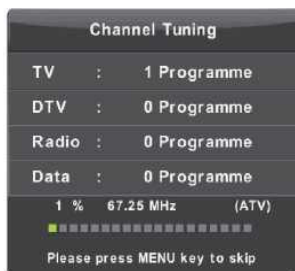 Channel Tuning
TV : 1 Programme
DTV : 0 Programme
Radio : 0 Programme
Data : 0 Programme
1 % 67.25 MHz (ATV)
Please press MENU key to skip